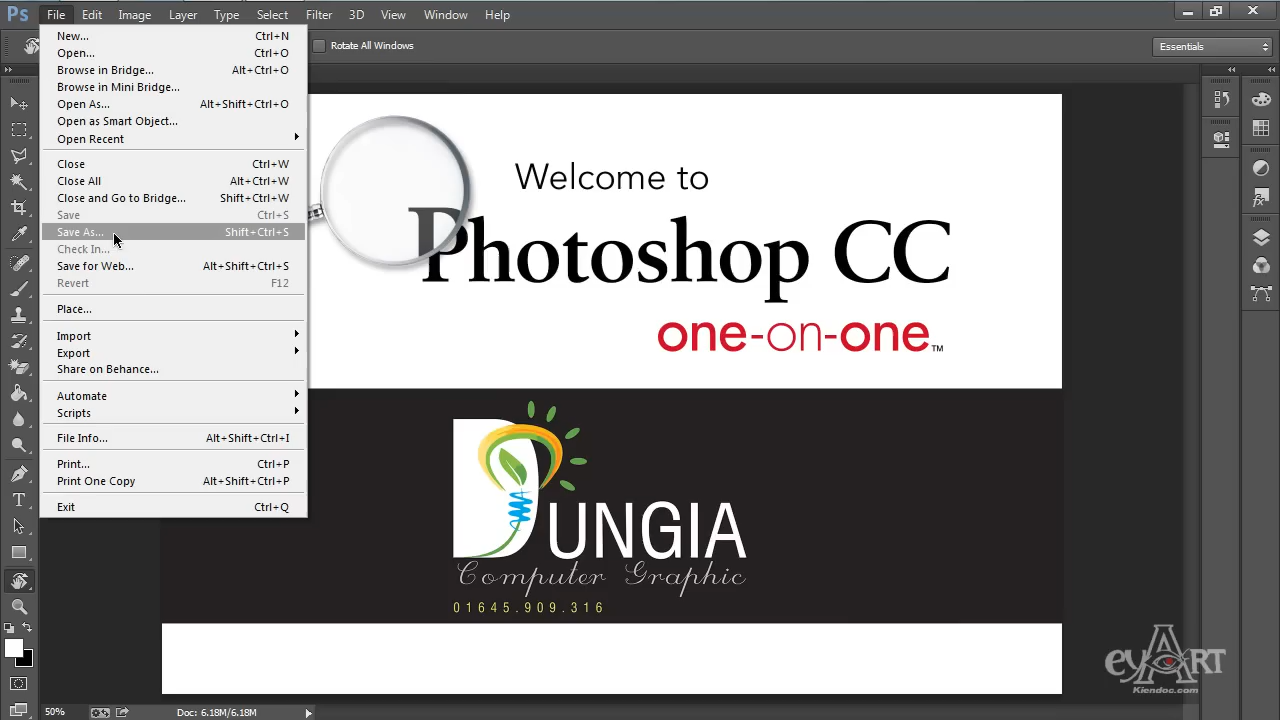 Ps File Edit Image Layer Type Select Filter 3D View Window Help
Rotate All Windows
Essentials
New... Ctrl+N
Open... Ctrl+O
Browse in Bridge... Alt+Ctrl+O
Browse in Mini Bridge...
Open As... Alt+Shift+Ctrl+O
Open as Smart Object...
Open Recent
Close Ctrl+W
Close All Alt+Ctrl+W
Close and Go to Bridge... Shift+Ctrl+W
Save Ctrl+S
Save As... Shift+Ctrl+S
Check In...
Save for Web... Alt+Shift+Ctrl+S
Revert F12
Place...
Import
Export
Share on Behance...
Automate
Scripts
File Info... Alt+Shift+Ctrl+I
Print... Ctrl+P
Print One Copy Alt+Shift+Ctrl+P
Exit Ctrl+Q
Welcome to
Photoshop CC
one-on-one™
DUNGIA
Computer Graphic
01645.909.316
eyART
Kiendoc.com
50% Doc: 6.18M/6.18M